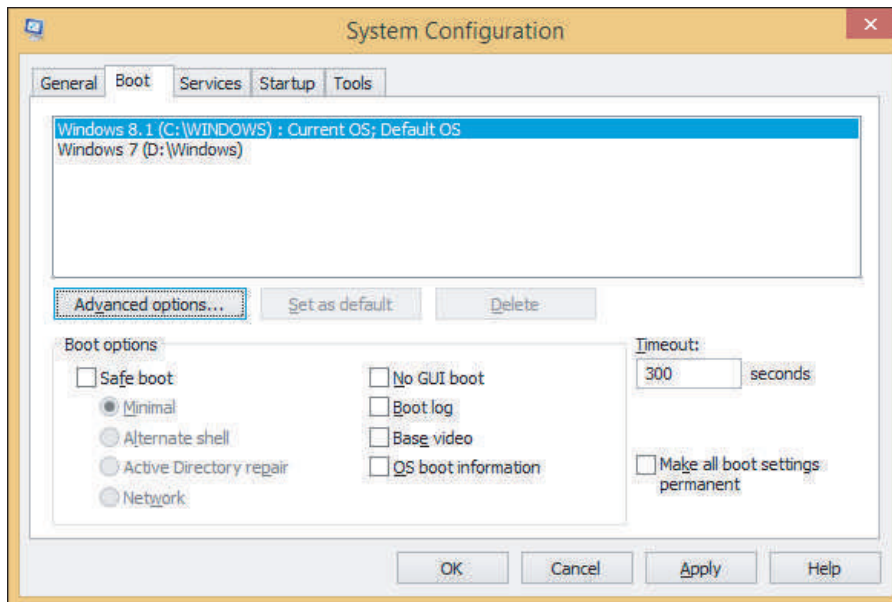 System Configuration
General Boot Services Startup Tools
Windows 8.1 (C:\WINDOWS) : Current OS; Default OS
Windows 7 (D:\Windows)
Advanced options... Set as default Delete
Boot options
Timeout:
Safe boot
No GUI boot
300 seconds
Minimal
Boot log
Alternate shell
Base video
Active Directory repair
OS boot information
Make all boot settings
permanent
Network
OK Cancel Apply Help